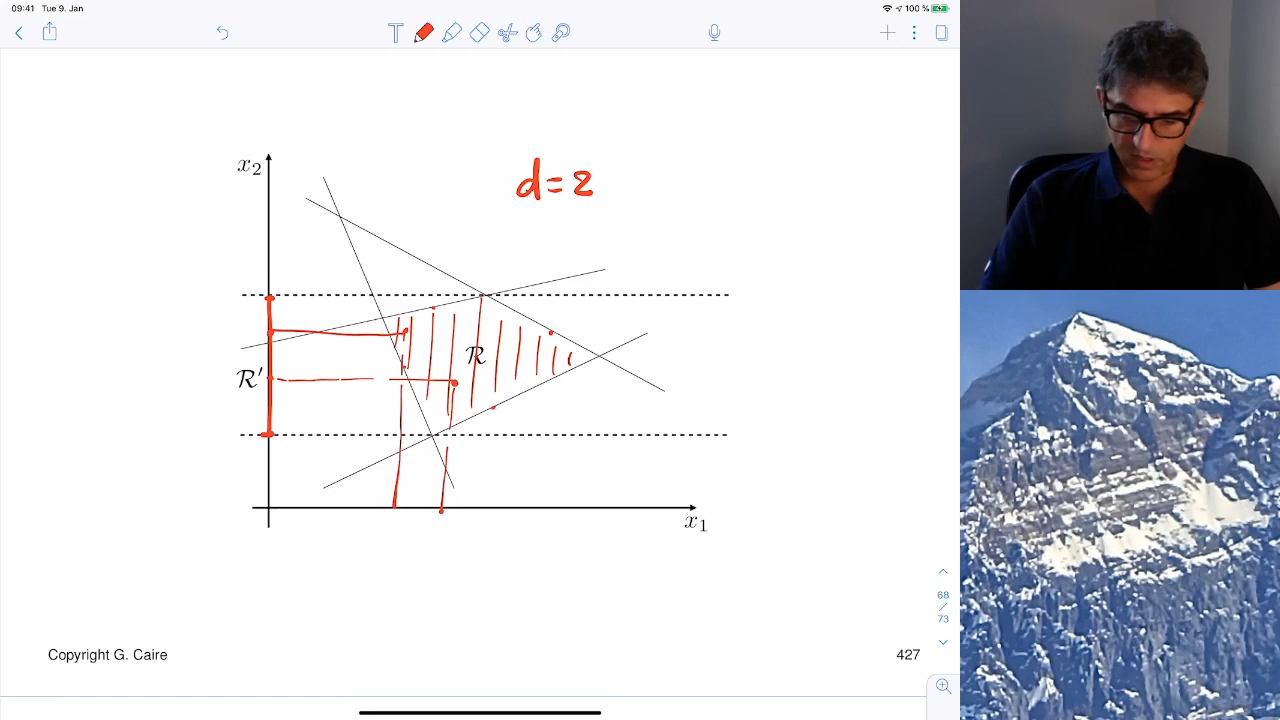 09:41 Tue 9. Jan
100 %
T
x₂
d=2
R
R′
x₁
68
/
73
Copyright G. Caire
427